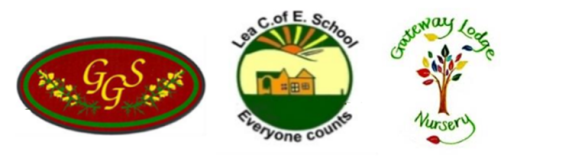 GGS
Lea C.of E. School
Everyone counts
Gateway Lodge
Nursery